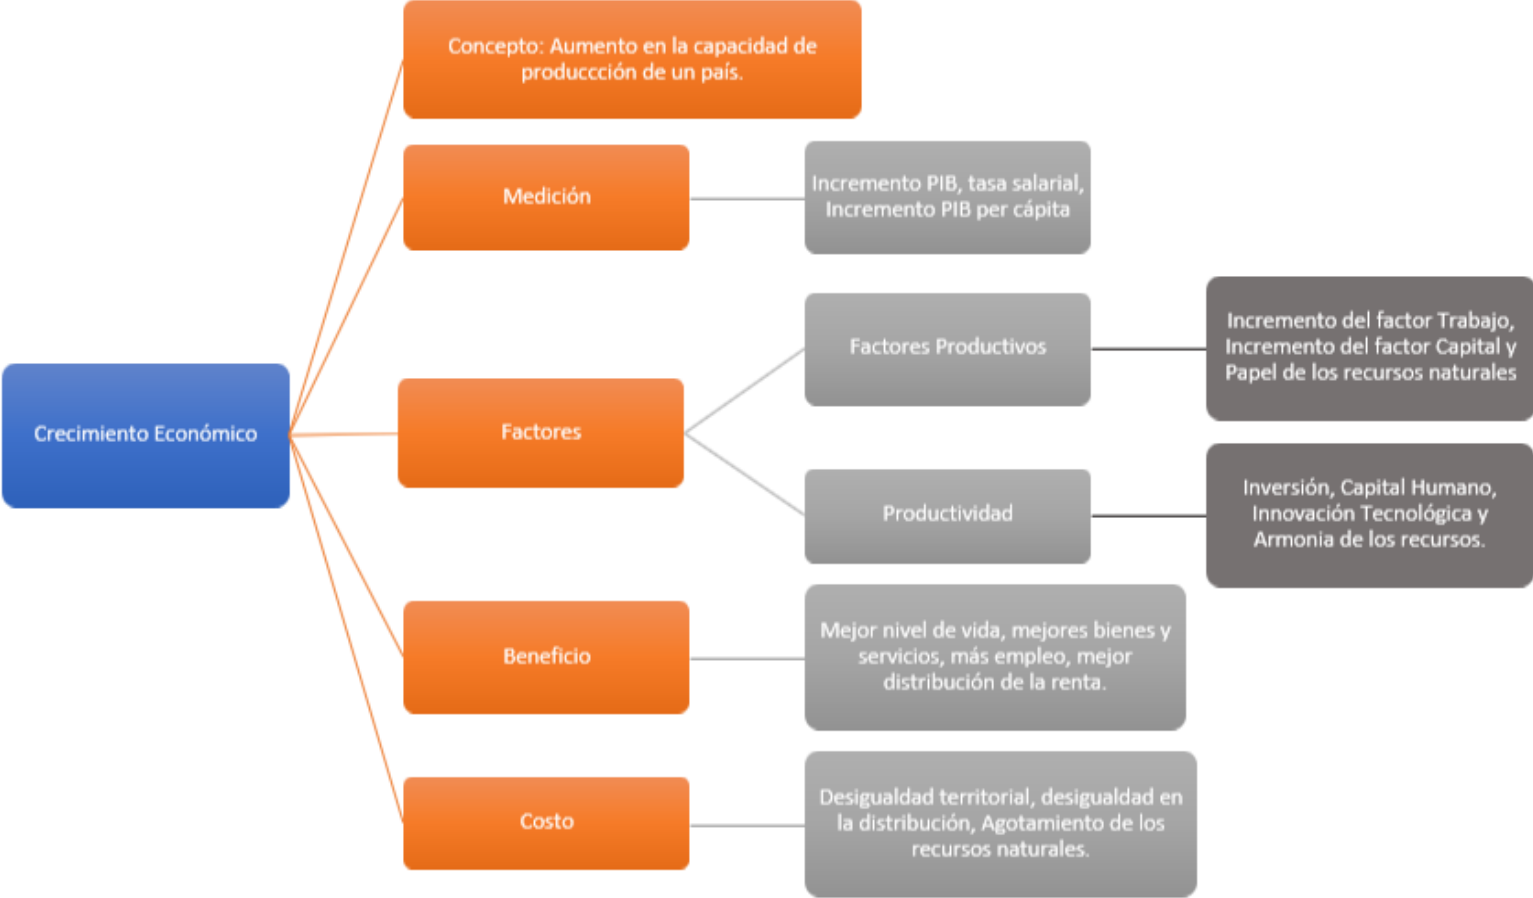 Concepto: Aumento en la capacidad de
produccción de un país.
Medición
Incremento PIB, tasa salarial,
Incremento PIB per cápita
Crecimiento Económico
Factores
Factores Productivos
Incremento del factor Trabajo,
Incremento del factor Capital y
Papel de los recursos naturales
Productividad
Inversión, Capital Humano,
Innovación Tecnológica y
Armonia de los recursos.
Beneficio
Mejor nivel de vida, mejores bienes y
servicios, más empleo, mejor
distribución de la renta.
Costo
Desigualdad territorial, desigualdad en
la distribución, Agotamiento de los
recursos naturales.